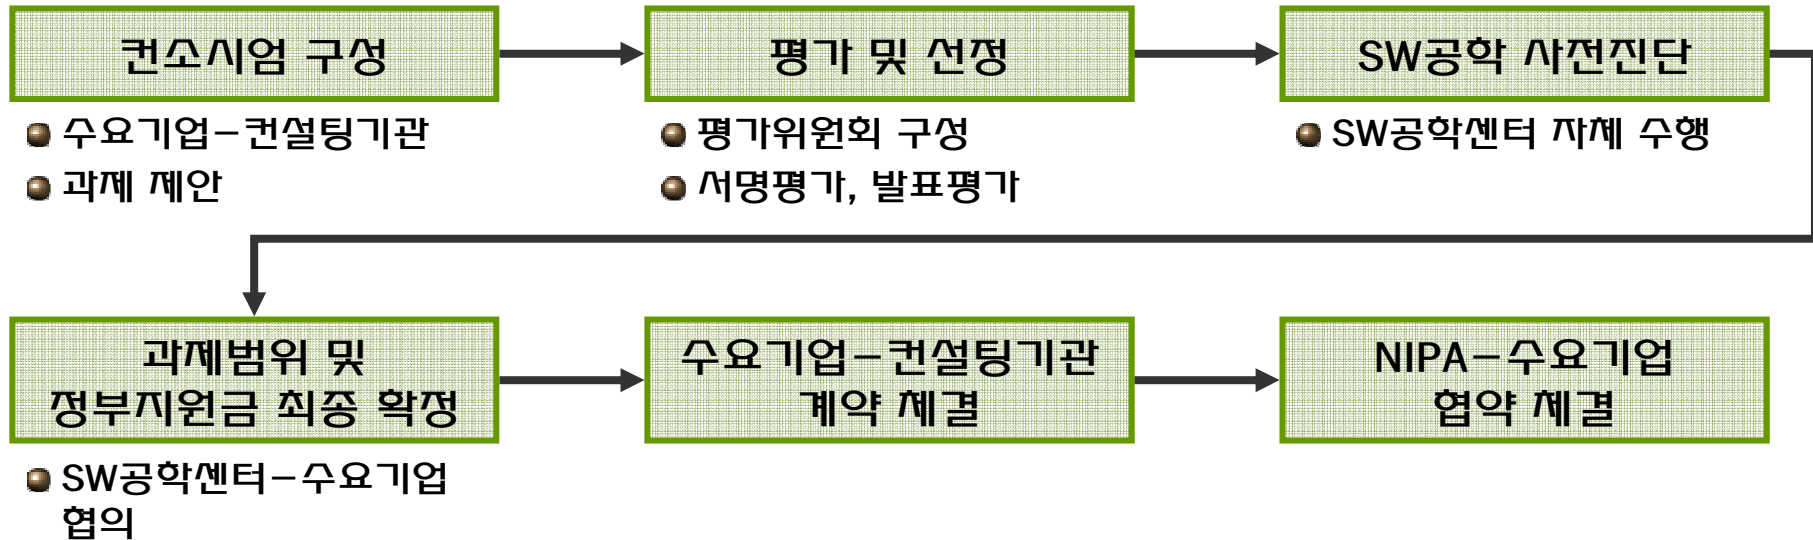 컨소시엄 구성
평가 및 선정
SW공학 사전진단
수요기업-컨설팅기관
과제 제안
평가위원회 구성
서명평가, 발표평가
SW공학센터 자체 수행
과제범위 및
정부지원금 최종 확정
수요기업-컨설팅기관
계약 체결
NIPA-수요기업
협약 체결
SW공학센터-수요기업
협의